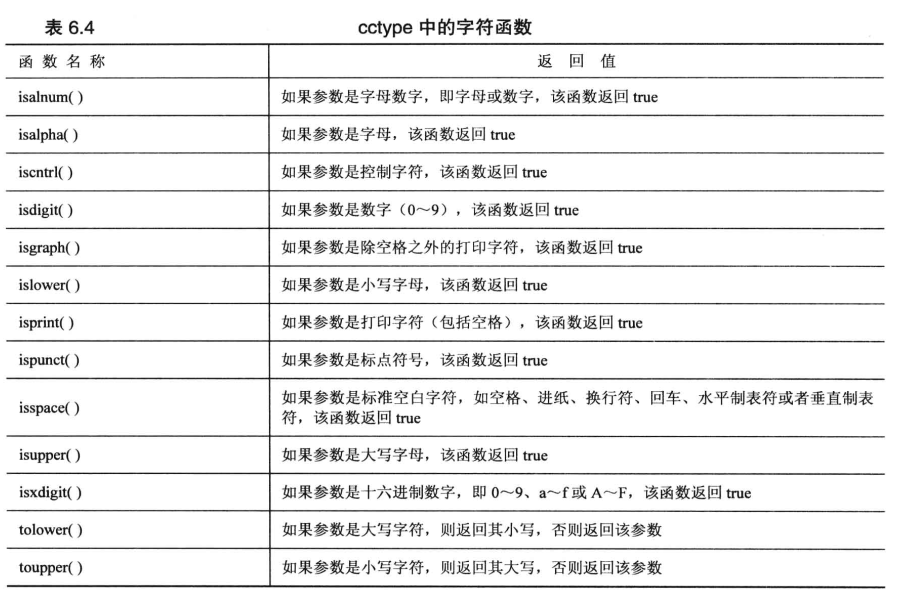 表 6.4 cctype 中的字符函数
函 数 名 称 返 回 值
isalnum( ) 如果参数是字母数字，即字母或数字，该函数返回 true
isalpha( ) 如果参数是字母，该函数返回 true
iscntrl( ) 如果参数是控制字符，该函数返回 true
isdigit( ) 如果参数是数字（0～9），该函数返回 true
isgraph( ) 如果参数是除空格之外的打印字符，该函数返回 true
islower( ) 如果参数是小写字母，该函数返回 true
isprint( ) 如果参数是打印字符（包括空格），该函数返回 true
ispunct( ) 如果参数是标点符号，该函数返回 true
isspace( ) 如果参数是标准空白字符，如空格、进纸、换行符、回车、水平制表符或者垂直制表
符，该函数返回 true
isupper( ) 如果参数是大写字母，该函数返回 true
isxdigit( ) 如果参数是十六进制数字，即 0～9、a～f 或 A～F，该函数返回 true
tolower( ) 如果参数是大写字符，则返回其小写，否则返回该参数
toupper( ) 如果参数是小写字符，则返回其大写，否则返回该参数